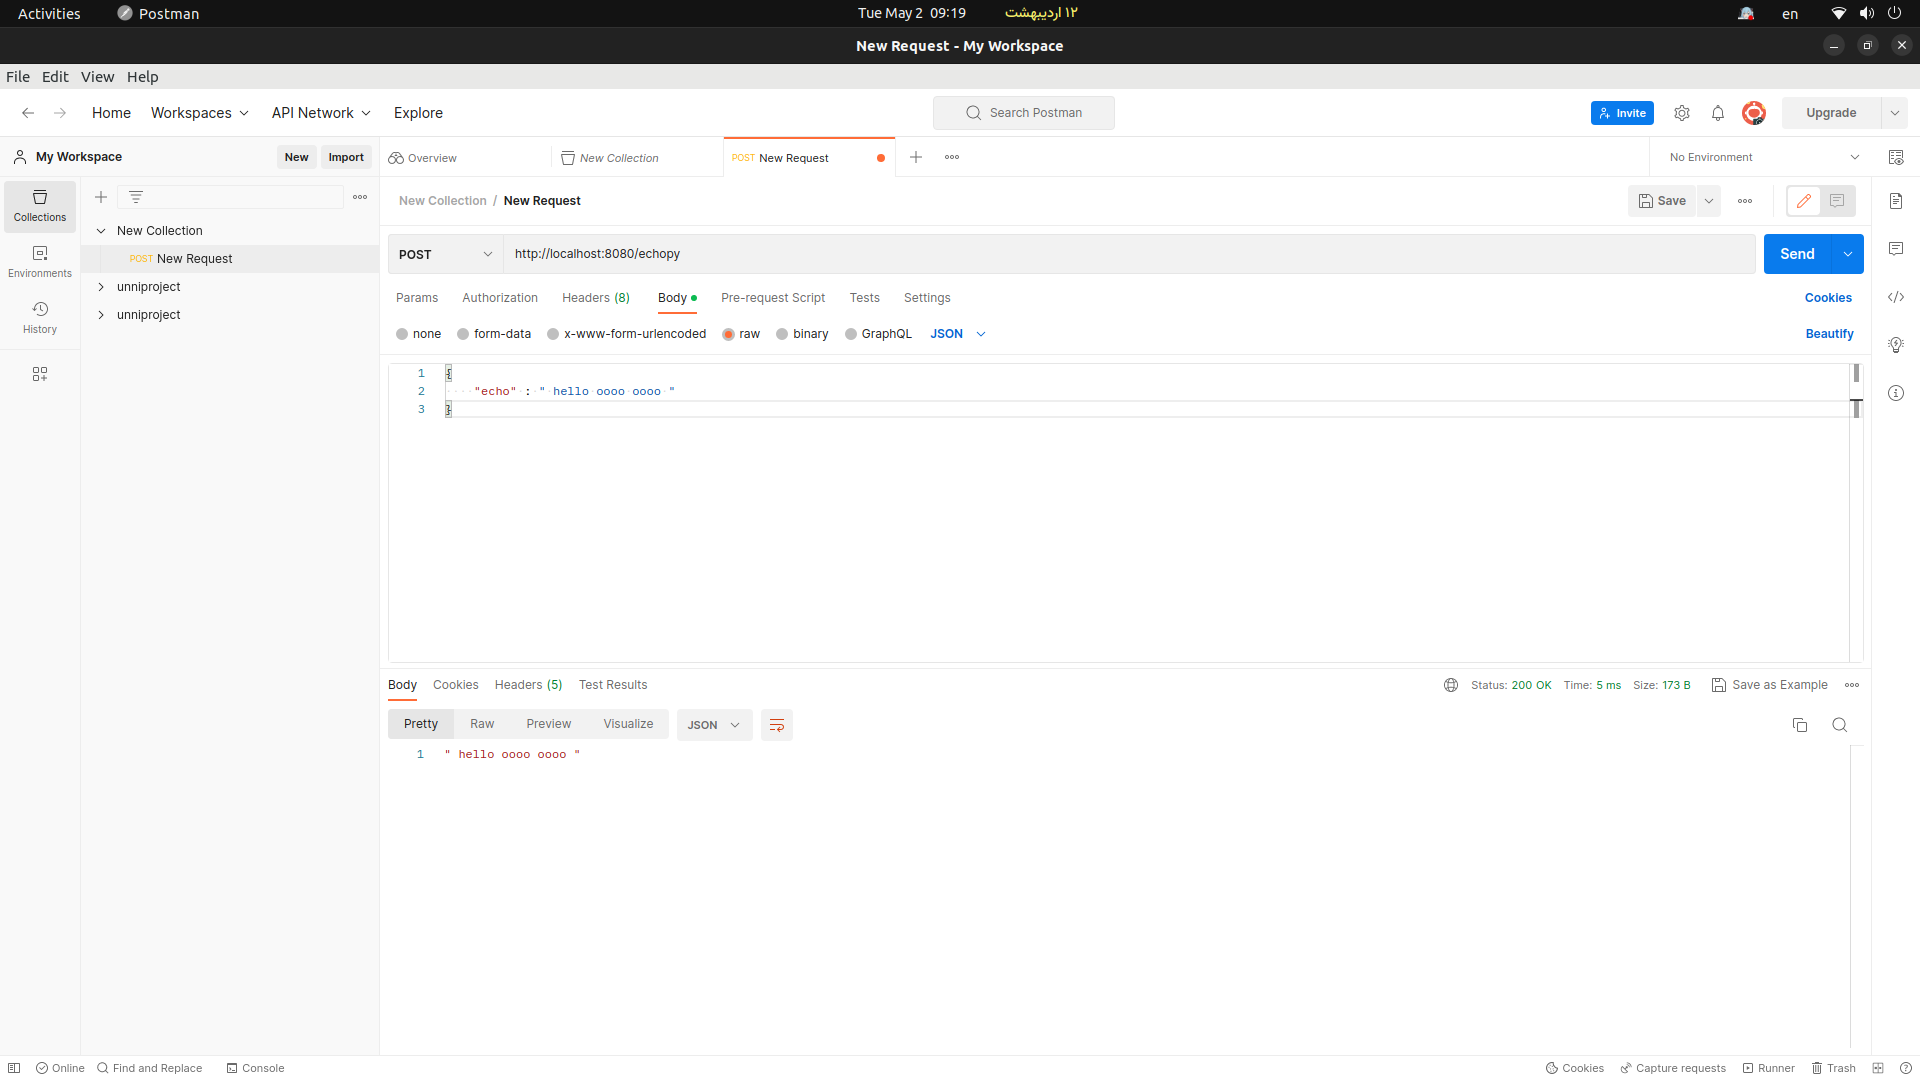 Activities Postman Tue May 2 09:19 ۱۲ اردیبهشت en
New Request - My Workspace
File Edit View Help
Home Workspaces API Network Explore Search Postman Invite Upgrade
My Workspace New Import Overview New Collection POST New Request No Environment
Collections
Environments
History
New Collection
POST New Request
unniproject
unniproject
New Collection / New Request Save
POST http://localhost:8080/echopy Send
Params Authorization Headers (8) Body Pre-request Script Tests Settings Cookies
none form-data x-www-form-urlencoded raw binary GraphQL JSON Beautify
1 {
2 "echo" : " hello oooo oooo "
3 }
Body Cookies Headers (5) Test Results Status: 200 OK Time: 5 ms Size: 173 B Save as Example
Pretty Raw Preview Visualize JSON
1 " hello oooo oooo "
Online Find and Replace Console Cookies Capture requests Runner Trash